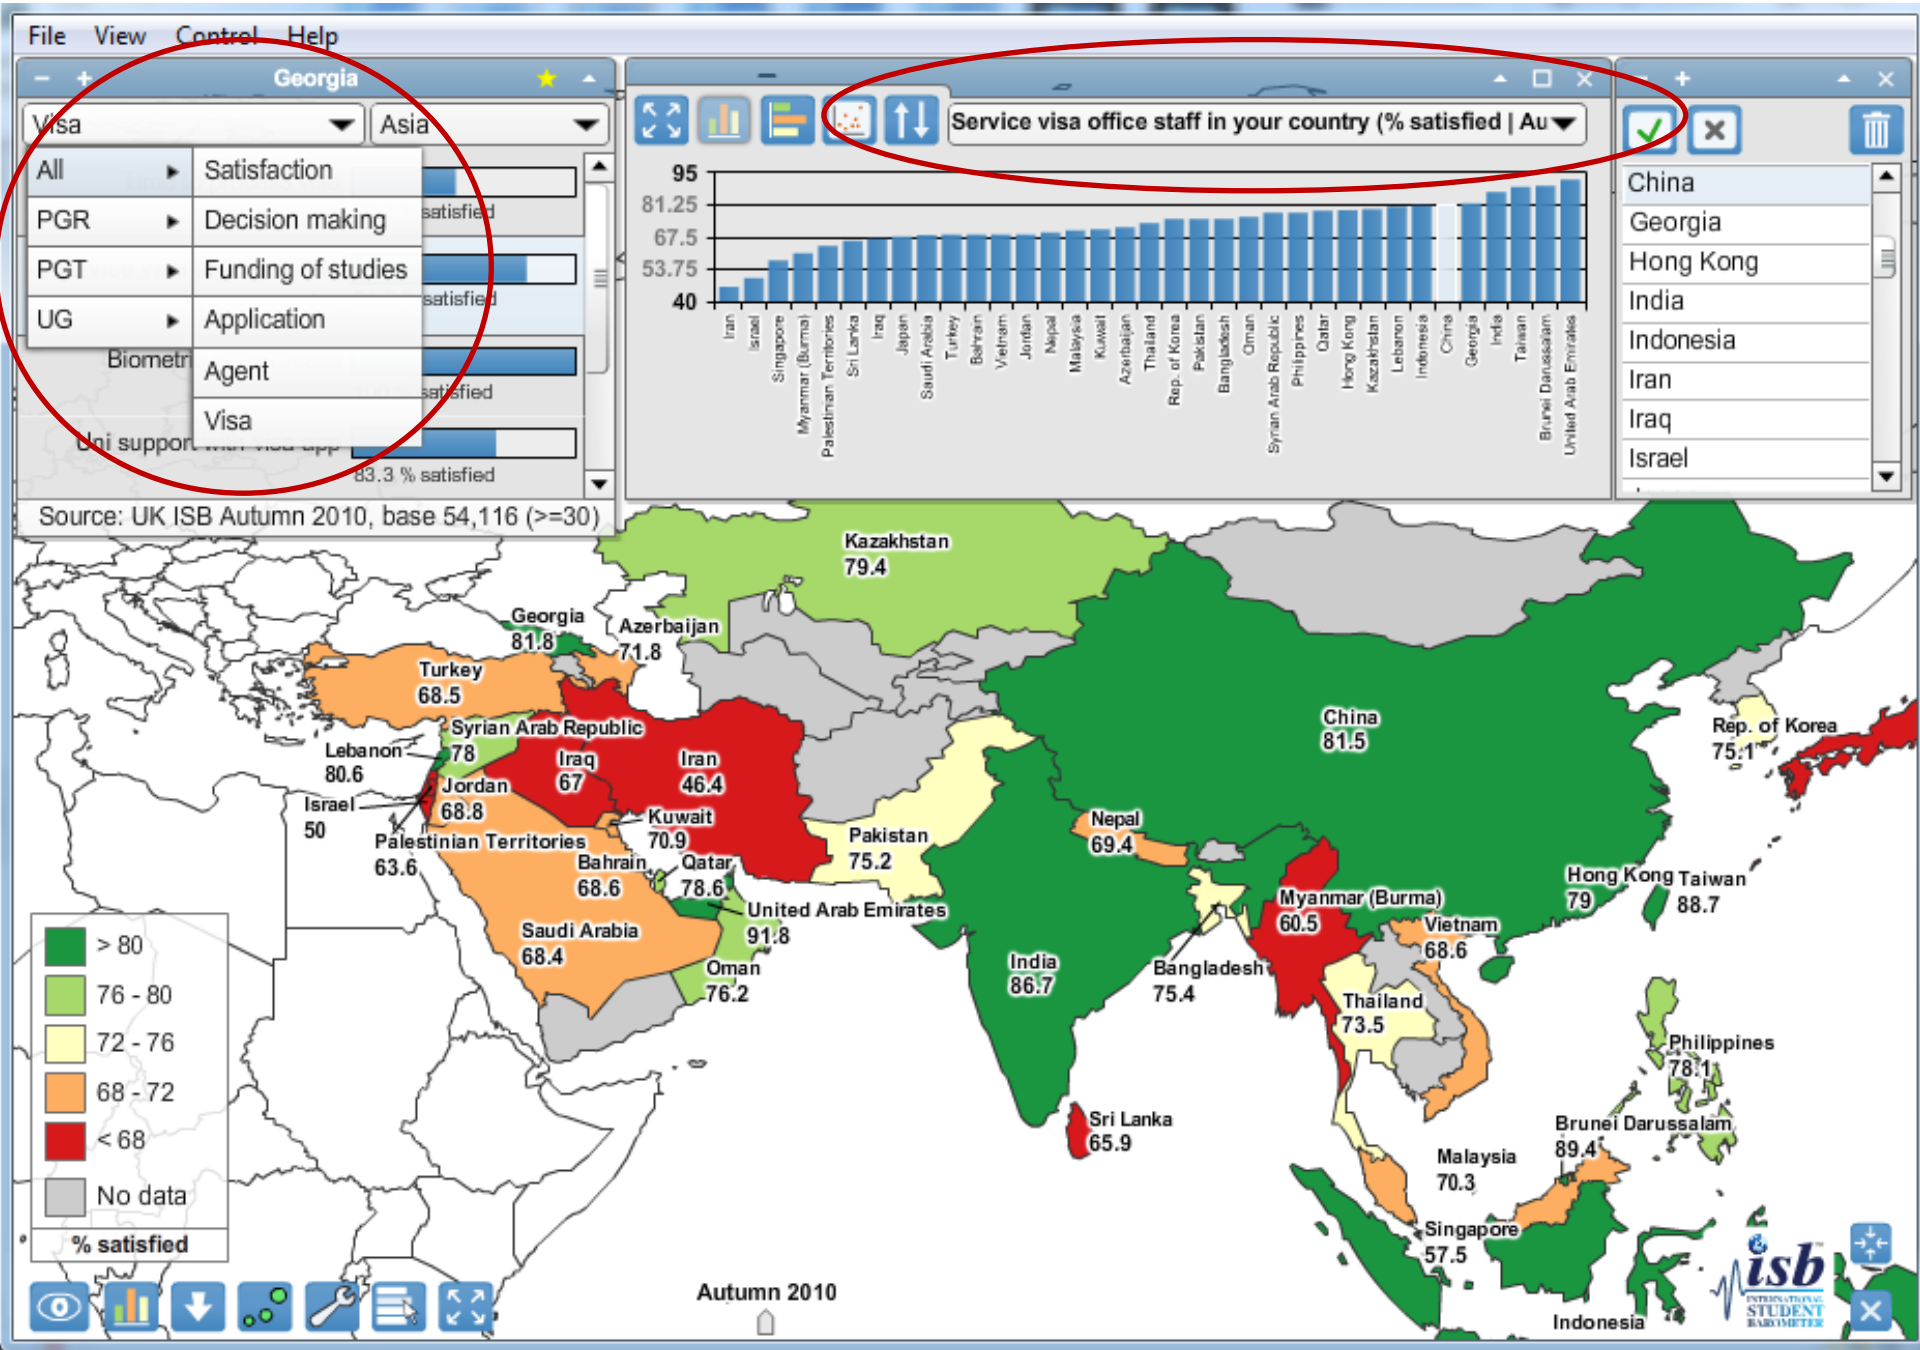 File View Control Help
Georgia
Visa
Asia
All
PGR
PGT
UG
Satisfaction
Decision making
Funding of studies
Application
Agent
Visa
satisfied
satisfied
Biometri
satisfied
Uni support with visa app
83.3 % satisfied
Source: UK ISB Autumn 2010, base 54,116 (>=30)
Service visa office staff in your country (% satisfied | Au
95
81.25
67.5
53.75
40
Iran
Israel
Singapore
Myanmar (Burma)
Palestinian Territories
Sri Lanka
Iraq
Japan
Saudi Arabia
Turkey
Bahrain
Vietnam
Jordan
Nepal
Malaysia
Kuwait
Azerbaijan
Thailand
Rep. of Korea
Pakistan
Bangladesh
Oman
Syrian Arab Republic
Philippines
Qatar
Hong Kong
Kazakhstan
Lebanon
Indonesia
China
Georgia
India
Taiwan
Brunei Darussalam
United Arab Emirates
China
Georgia
Hong Kong
India
Indonesia
Iran
Iraq
Israel
Kazakhstan
79.4
Georgia
81.8
Azerbaijan
71.8
Turkey
68.5
Syrian Arab Republic
78
Lebanon
80.6
Iraq
67
Iran
46.4
China
81.5
Rep. of Korea
75.1
Jordan
68.8
Israel
50
Kuwait
70.9
Palestinian Territories
63.6
Pakistan
75.2
Nepal
69.4
Bahrain
68.6
Qatar
78.6
United Arab Emirates
91.8
Hong Kong
79
Taiwan
88.7
Myanmar (Burma)
60.5
Saudi Arabia
68.4
Vietnam
68.6
Oman
76.2
India
86.7
Bangladesh
75.4
Thailand
73.5
Philippines
78.1
Sri Lanka
65.9
Brunei Darussalam
89.4
Malaysia
70.3
Singapore
57.5
Indonesia
> 80
76 - 80
72 - 76
68 - 72
< 68
No data
% satisfied
Autumn 2010
isb
INTERNATIONAL
STUDENT
BAROMETER